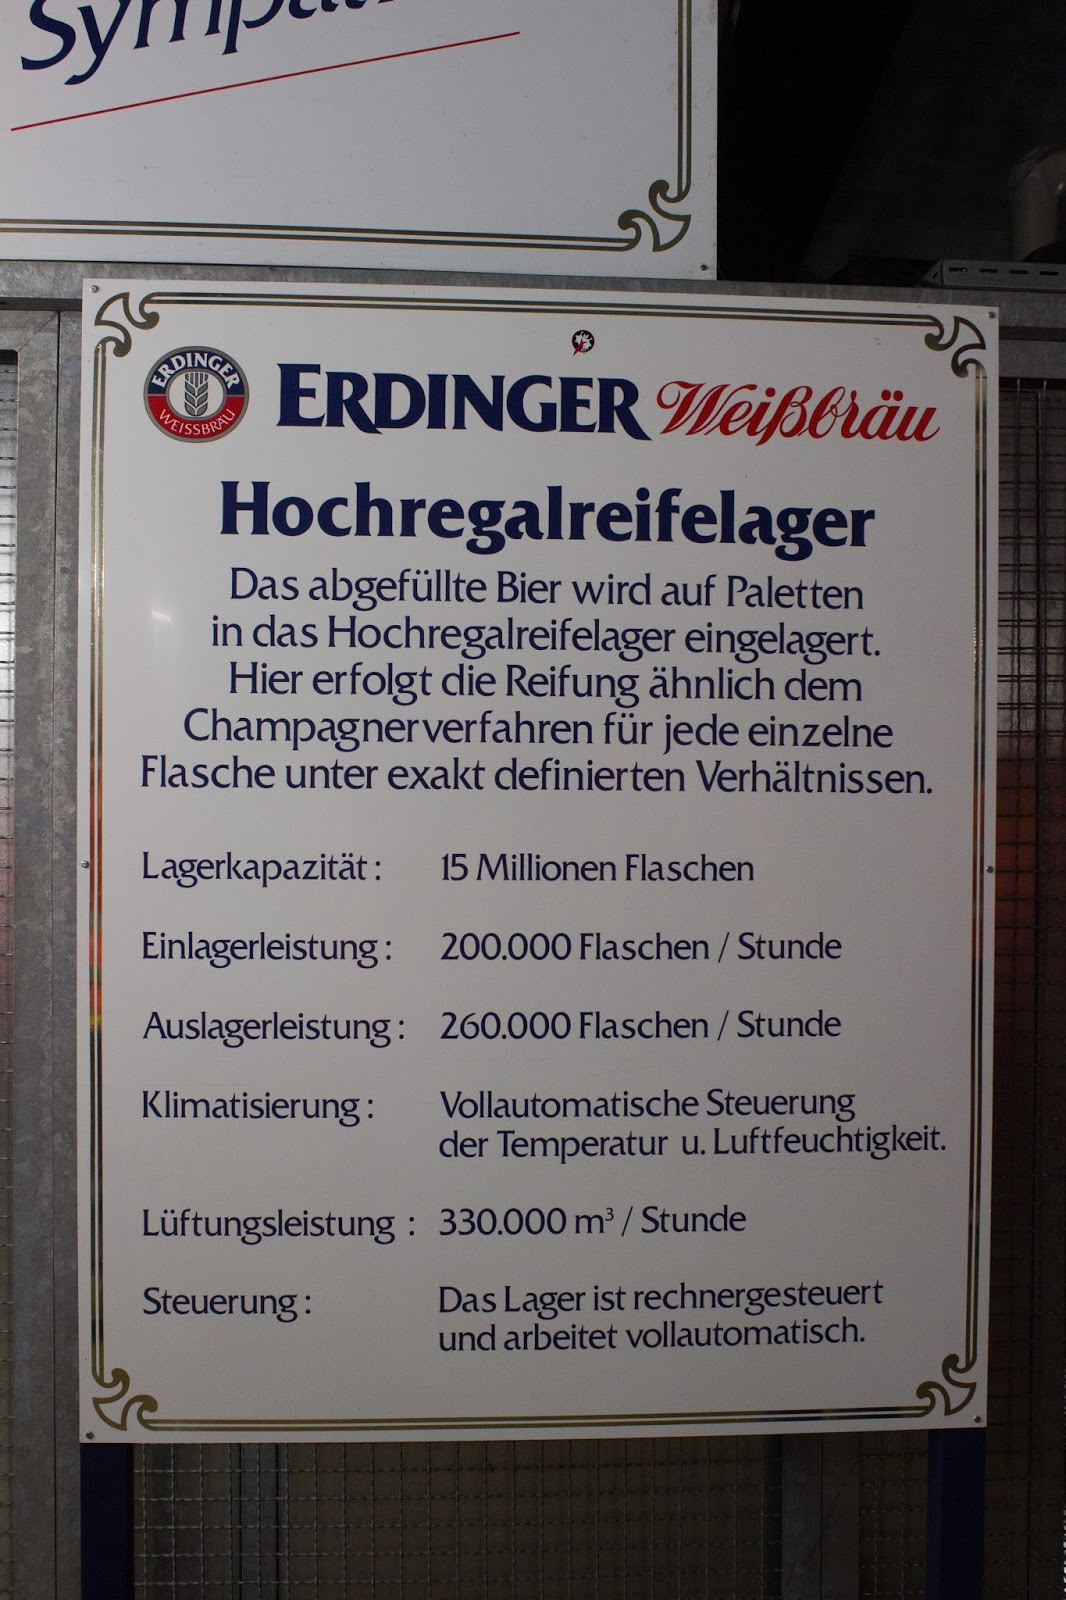 ERDINGER
WEISSBRÄU
ERDINGER Weißbräu
Hochregalreifelager
Das abgefüllte Bier wird auf Paletten
in das Hochregalreifelager eingelagert.
Hier erfolgt die Reifung ähnlich dem
Champagnerverfahren für jede einzelne
Flasche unter exakt definierten Verhältnissen.
Lagerkapazität : 15 Millionen Flaschen
Einlagerleistung : 200.000 Flaschen / Stunde
Auslagerleistung : 260.000 Flaschen / Stunde
Klimatisierung : Vollautomatische Steuerung
der Temperatur u. Luftfeuchtigkeit.
Lüftungsleistung : 330.000 m³ / Stunde
Steuerung : Das Lager ist rechnergesteuert
und arbeitet vollautomatisch.